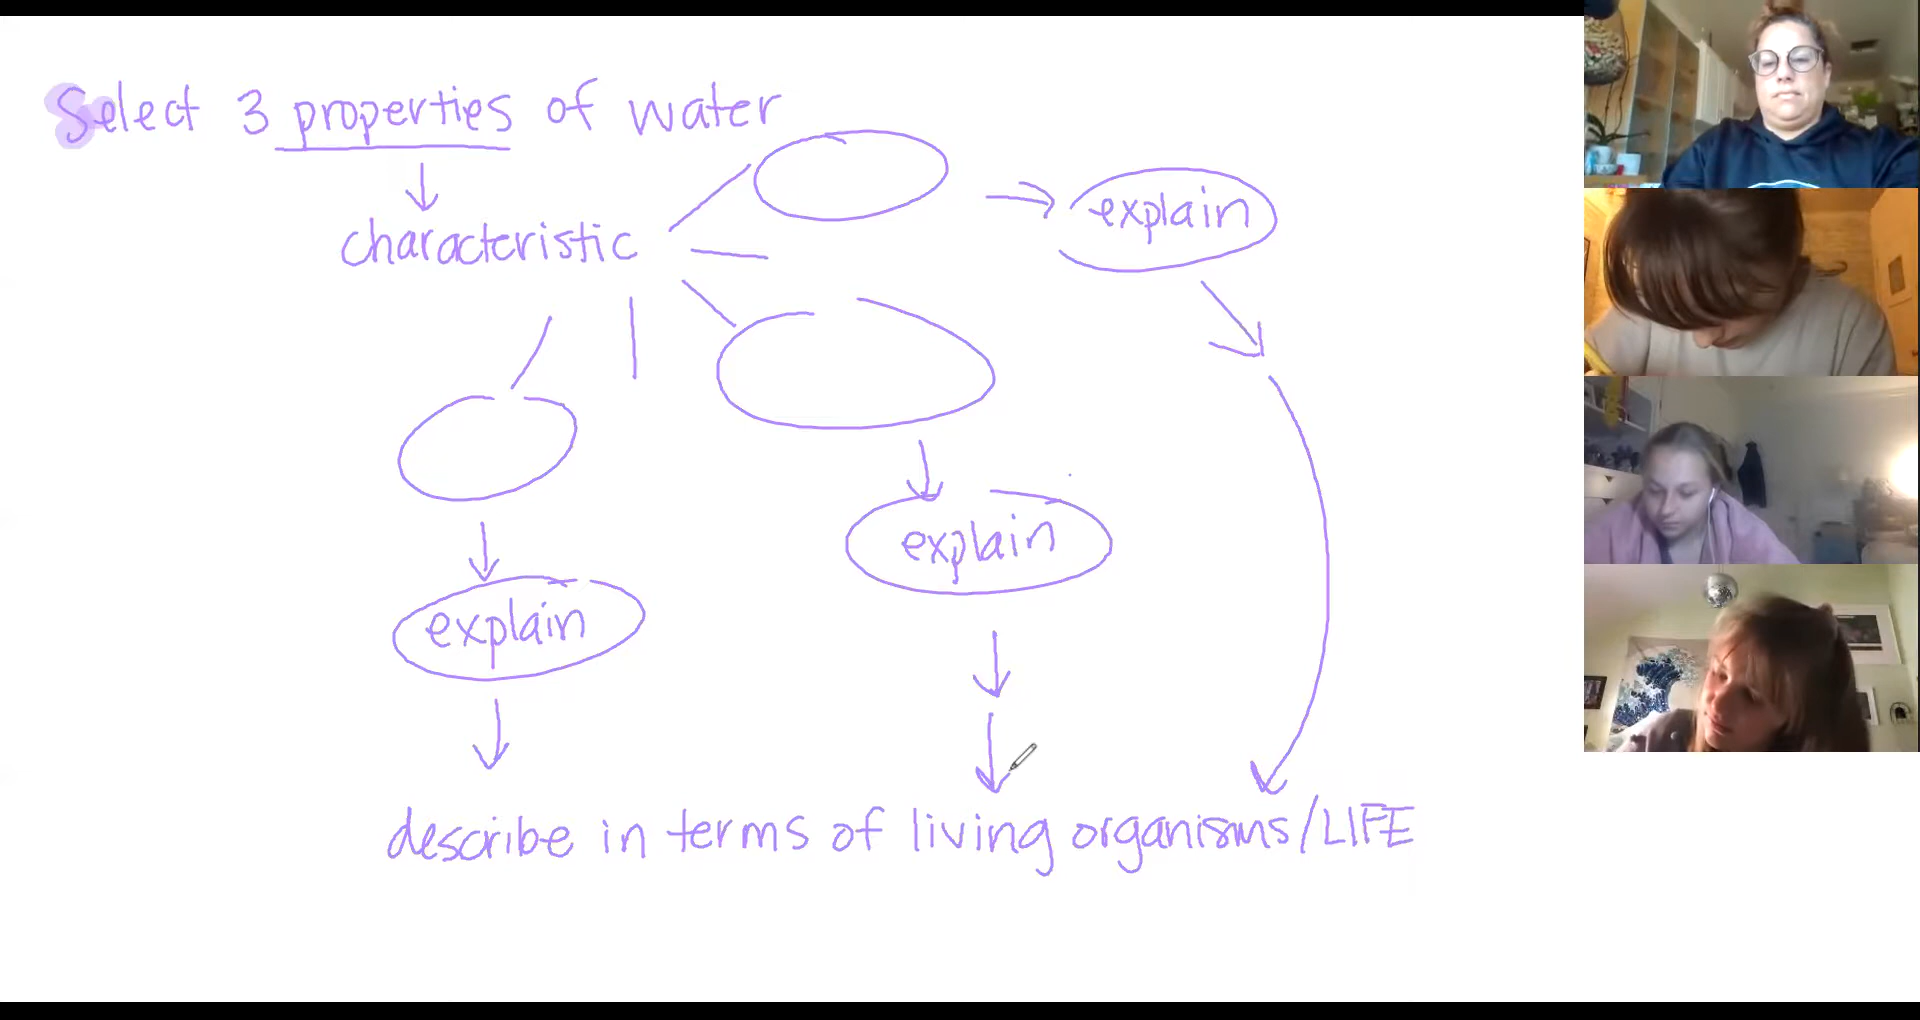 Select 3 properties of water
characteristic
explain
explain
explain
describe in terms of living organisms/LIFE